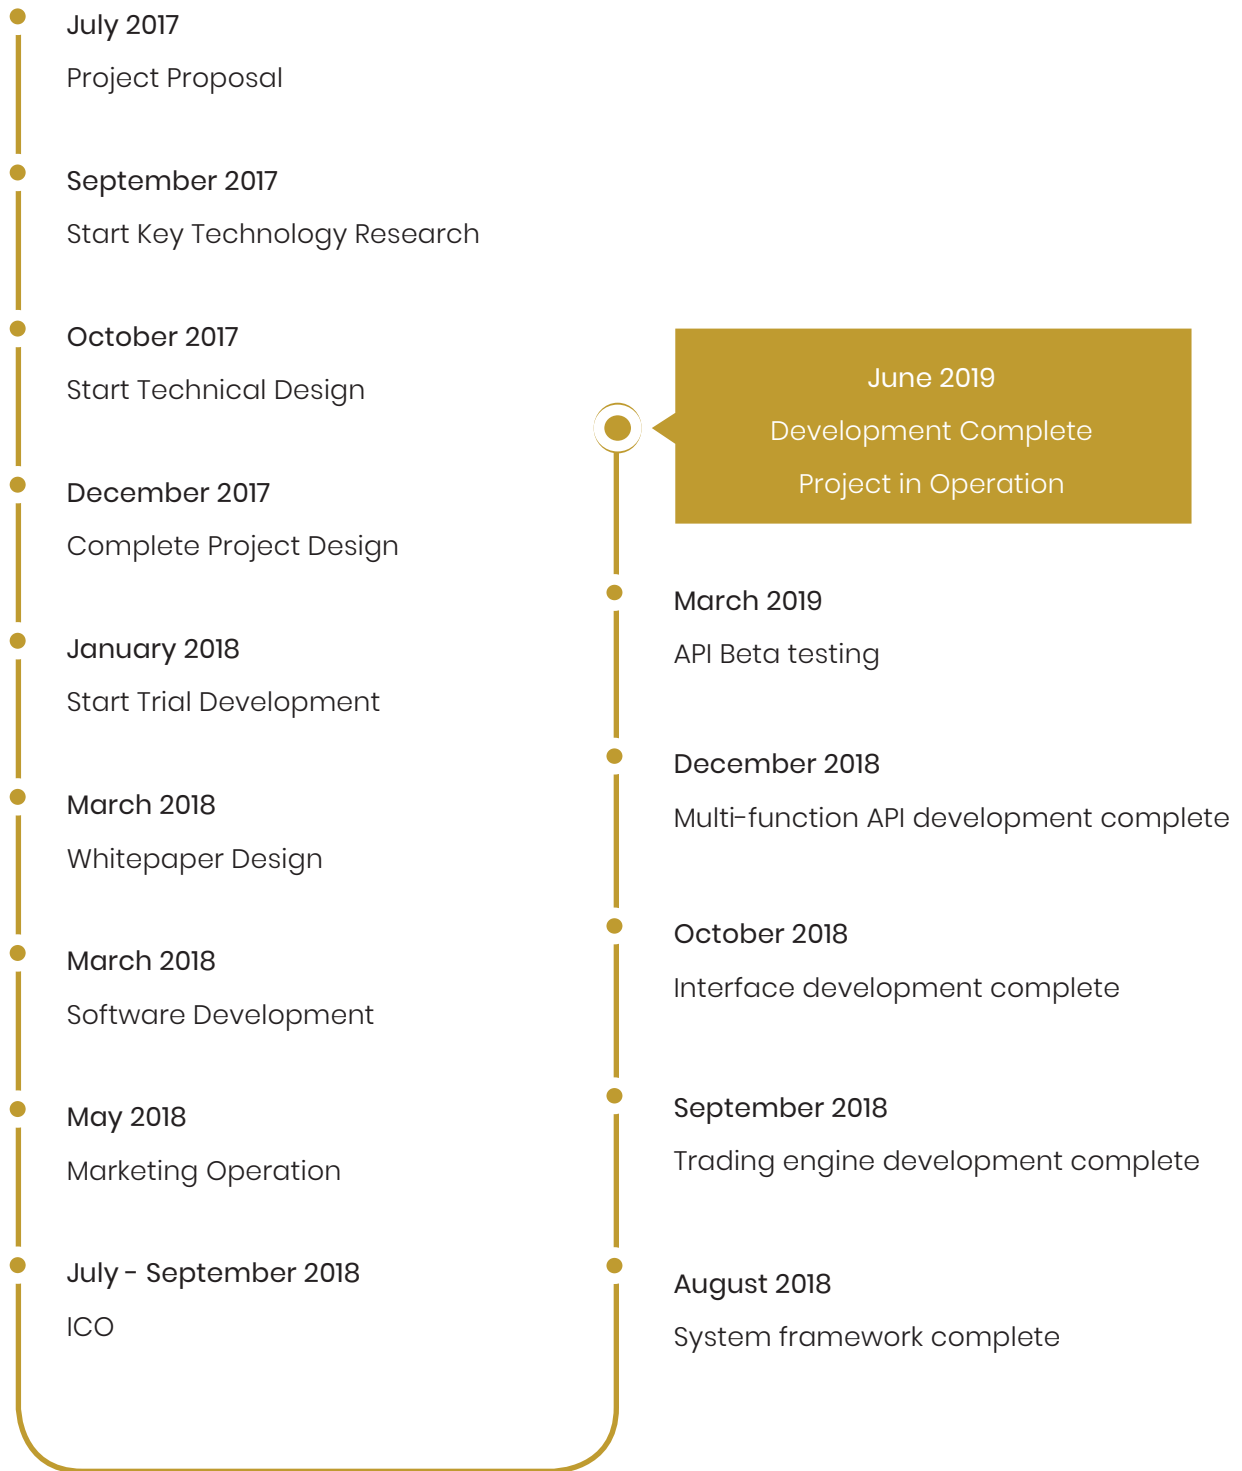 July 2017
Project Proposal
September 2017
Start Key Technology Research
October 2017
Start Technical Design
December 2017
Complete Project Design
January 2018
Start Trial Development
March 2018
Whitepaper Design
March 2018
Software Development
May 2018
Marketing Operation
July - September 2018
ICO
June 2019
Development Complete
Project in Operation
March 2019
API Beta testing
December 2018
Multi-function API development complete
October 2018
Interface development complete
September 2018
Trading engine development complete
August 2018
System framework complete